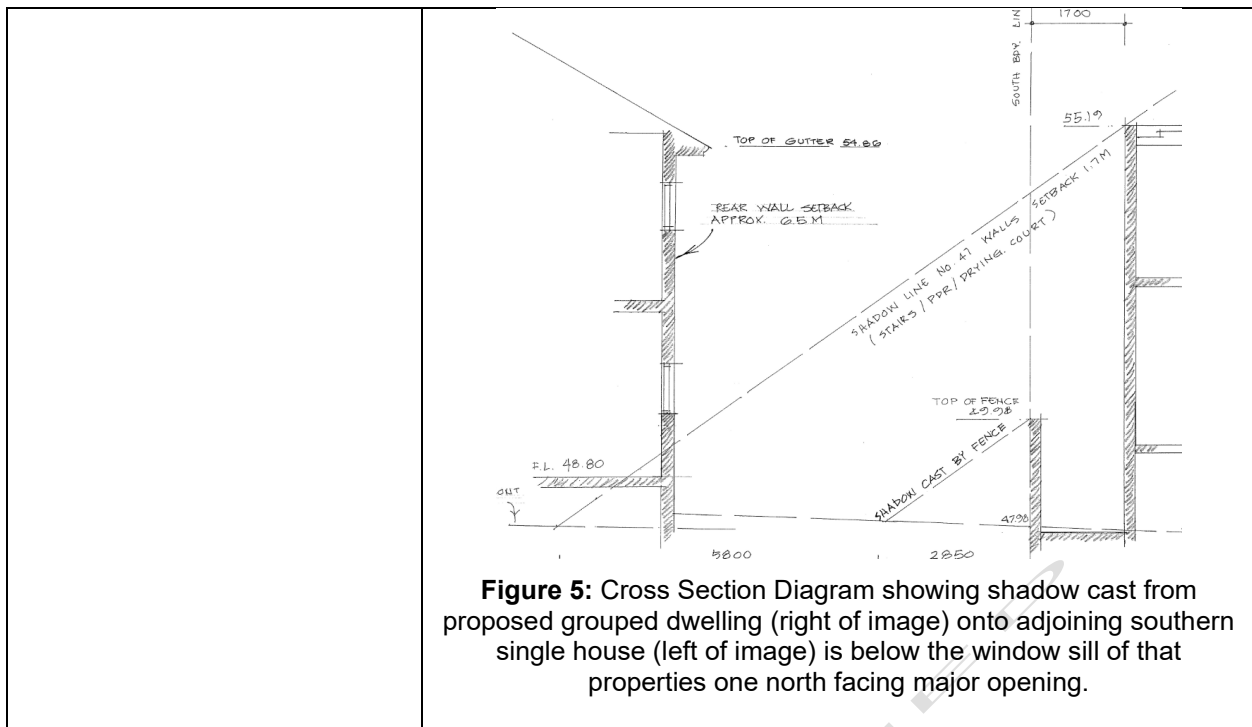 1700
SOUTH BDY. LIN
55.19
TOP OF GUTTER 54.86
REAR WALL SETBACK
APPROX. 6.5 M
SHADOW LINE No. 47 WALLS SETBACK 1.7M
( STAIRS / PDR / DRYING COURT )
TOP OF FENCE
49.98
SHADOW CAST BY FENCE
F.L. 48.80
47.98
5800
2850
Figure 5: Cross Section Diagram showing shadow cast from
proposed grouped dwelling (right of image) onto adjoining southern
single house (left of image) is below the window sill of that
properties one north facing major opening.